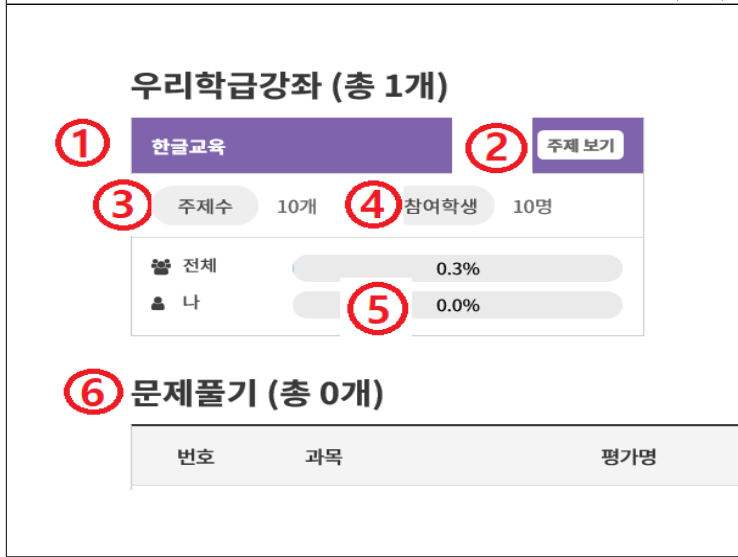 우리학급강좌 (총 1개)
① 한글교육 ② 주제 보기
③ 주제수 10개 ④ 참여학생 10명
전체 0.3%
나 ⑤ 0.0%
⑥ 문제풀기 (총 0개)
번호 과목 평가명